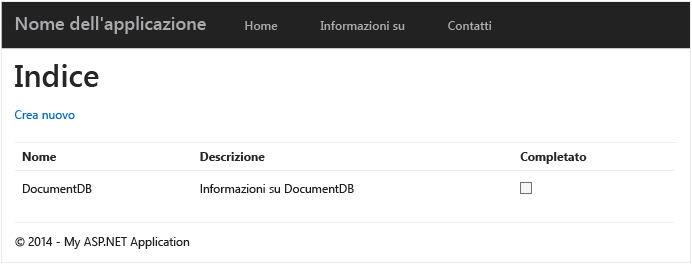 Nome dell'applicazione Home Informazioni su Contatti
Indice
Crea nuovo
Nome Descrizione Completato
DocumentDB Informazioni su DocumentDB
© 2014 - My ASP.NET Application